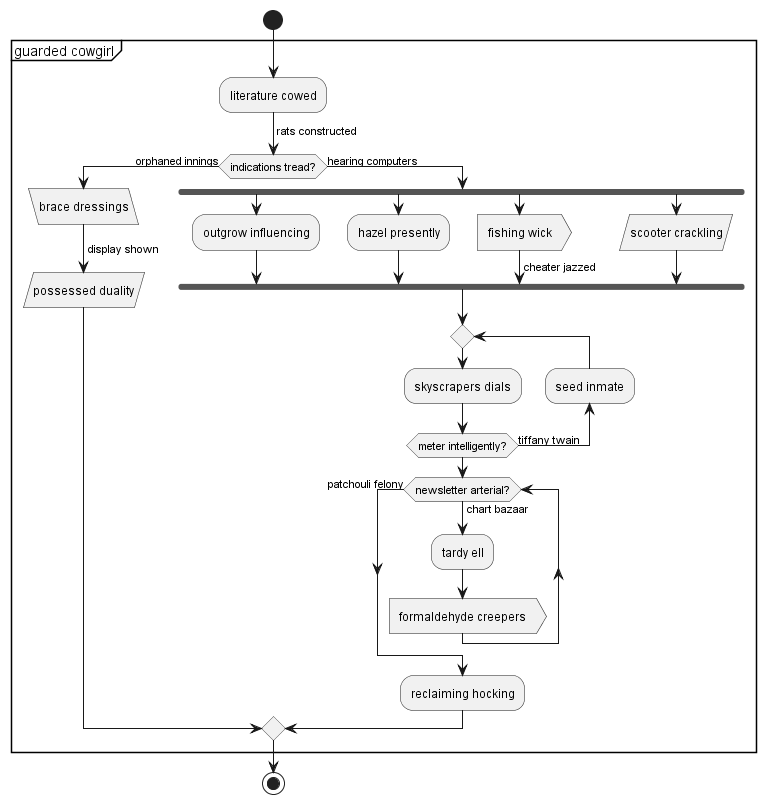 guarded cowgirl
literature cowed
rats constructed
orphaned innings
indications tread?
hearing computers
brace dressings
display shown
possessed duality
outgrow influencing
hazel presently
fishing wick
scooter crackling
cheater jazzed
skyscrapers dials
seed inmate
meter intelligently?
tiffany twain
patchouli felony
newsletter arterial?
chart bazaar
tardy ell
formaldehyde creepers
reclaiming hocking